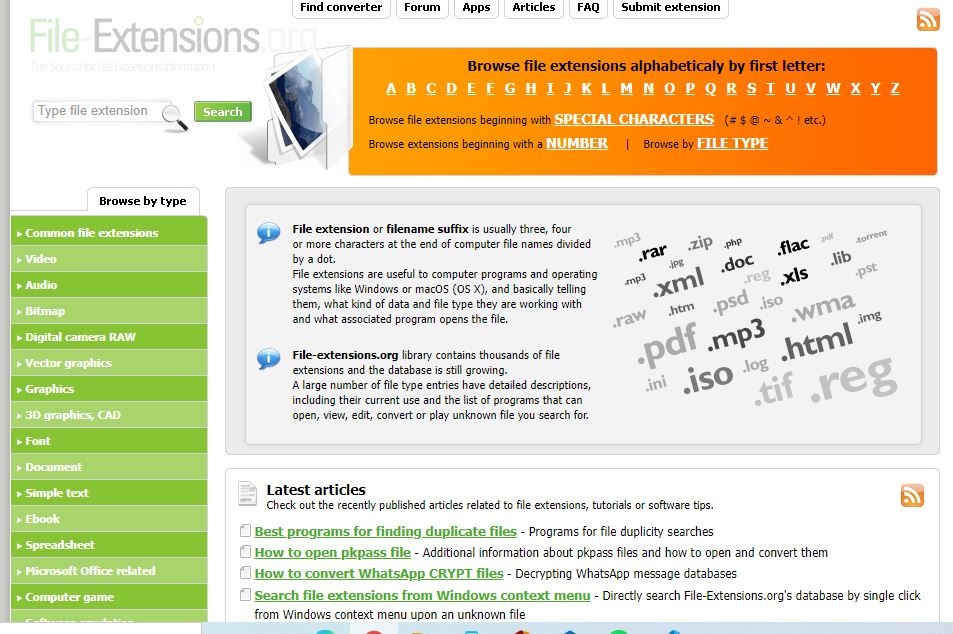 Find converter
Forum
Apps
Articles
FAQ
Submit extension
File-Extensions.org
The Source for File Extensions Information
Type file extension
Search
Browse file extensions alphabeticaly by first letter:
A B C D E F G H I J K L M N O P Q R S T U V W X Y Z
Browse file extensions beginning with SPECIAL CHARACTERS (# $ @ ~ & ^ ! etc.)
Browse extensions beginning with a NUMBER | Browse by FILE TYPE
Browse by type
Common file extensions
Video
Audio
Bitmap
Digital camera RAW
Vector graphics
Graphics
3D graphics, CAD
Font
Document
Simple text
Ebook
Spreadsheet
Microsoft Office related
Computer game
Software emulation
File extension or filename suffix is usually three, four
or more characters at the end of computer file names divided
by a dot.
File extensions are useful to computer programs and operating
systems like Windows or macOS (OS X), and basically telling
them, what kind of data and file type they are working with
and what associated program opens the file.
File-extensions.org library contains thousands of file
extensions and the database is still growing.
A large number of file type entries have detailed descriptions,
including their current use and the list of programs that can
open, view, edit, convert or play unknown file you search for.
.mp3 .rar .zip .php .flac .pdf .torrent
.mp3 .jpg .xml .doc .reg .xls .lib .pst
.raw .htm .psd .iso .wma .img
.pdf .mp3 .html
.ini .iso .log .tif .reg
Latest articles
Check out the recently published articles related to file extensions, tutorials or software tips.
Best programs for finding duplicate files - Programs for file duplicity searches
How to open pkpass file - Additional information about pkpass files and how to open and convert them
How to convert WhatsApp CRYPT files - Decrypting WhatsApp message databases
Search file extensions from Windows context menu - Directly search File-Extensions.org's database by single click
from Windows context menu upon an unknown file